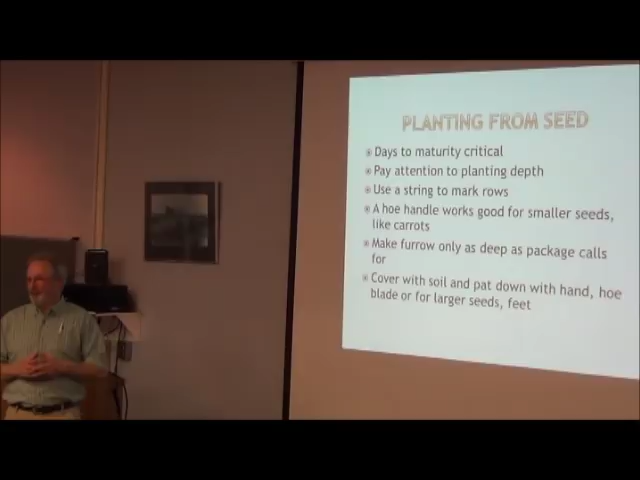 PLANTING FROM SEED
Days to maturity critical
Pay attention to planting depth
Use a string to mark rows
A hoe handle works good for smaller seeds,
like carrots
Make furrow only as deep as package calls
for
Cover with soil and pat down with hand, hoe
blade or for larger seeds, feet